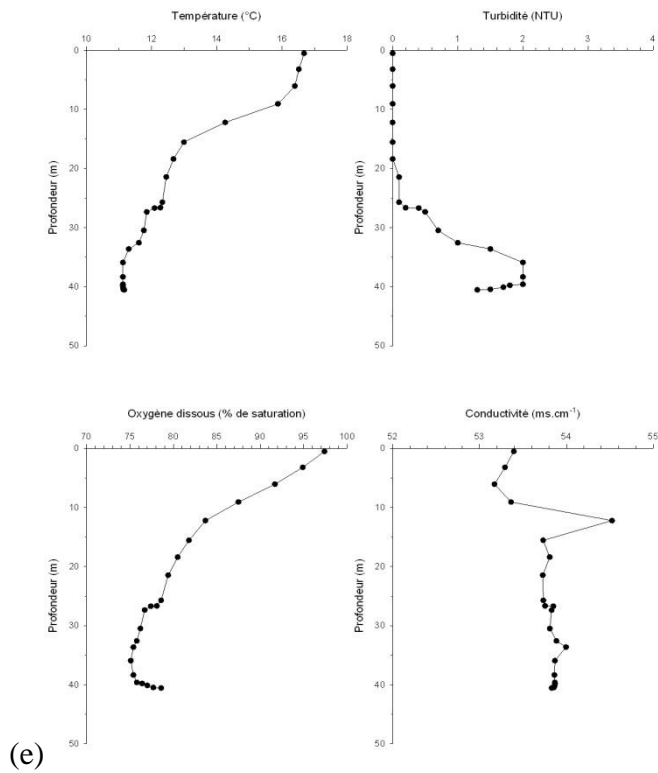 Température (°C)
10 12 14 16 18
0
10
20
30
40
50
Profondeur (m)
Turbidité (NTU)
0 1 2 3 4
0
10
20
30
40
50
Profondeur (m)
Oxygène dissous (% de saturation)
70 75 80 85 90 95 100
0
10
20
30
40
50
Profondeur (m)
Conductivité (ms.cm⁻¹)
52 53 54 55
0
10
20
30
40
50
Profondeur (m)
(e)